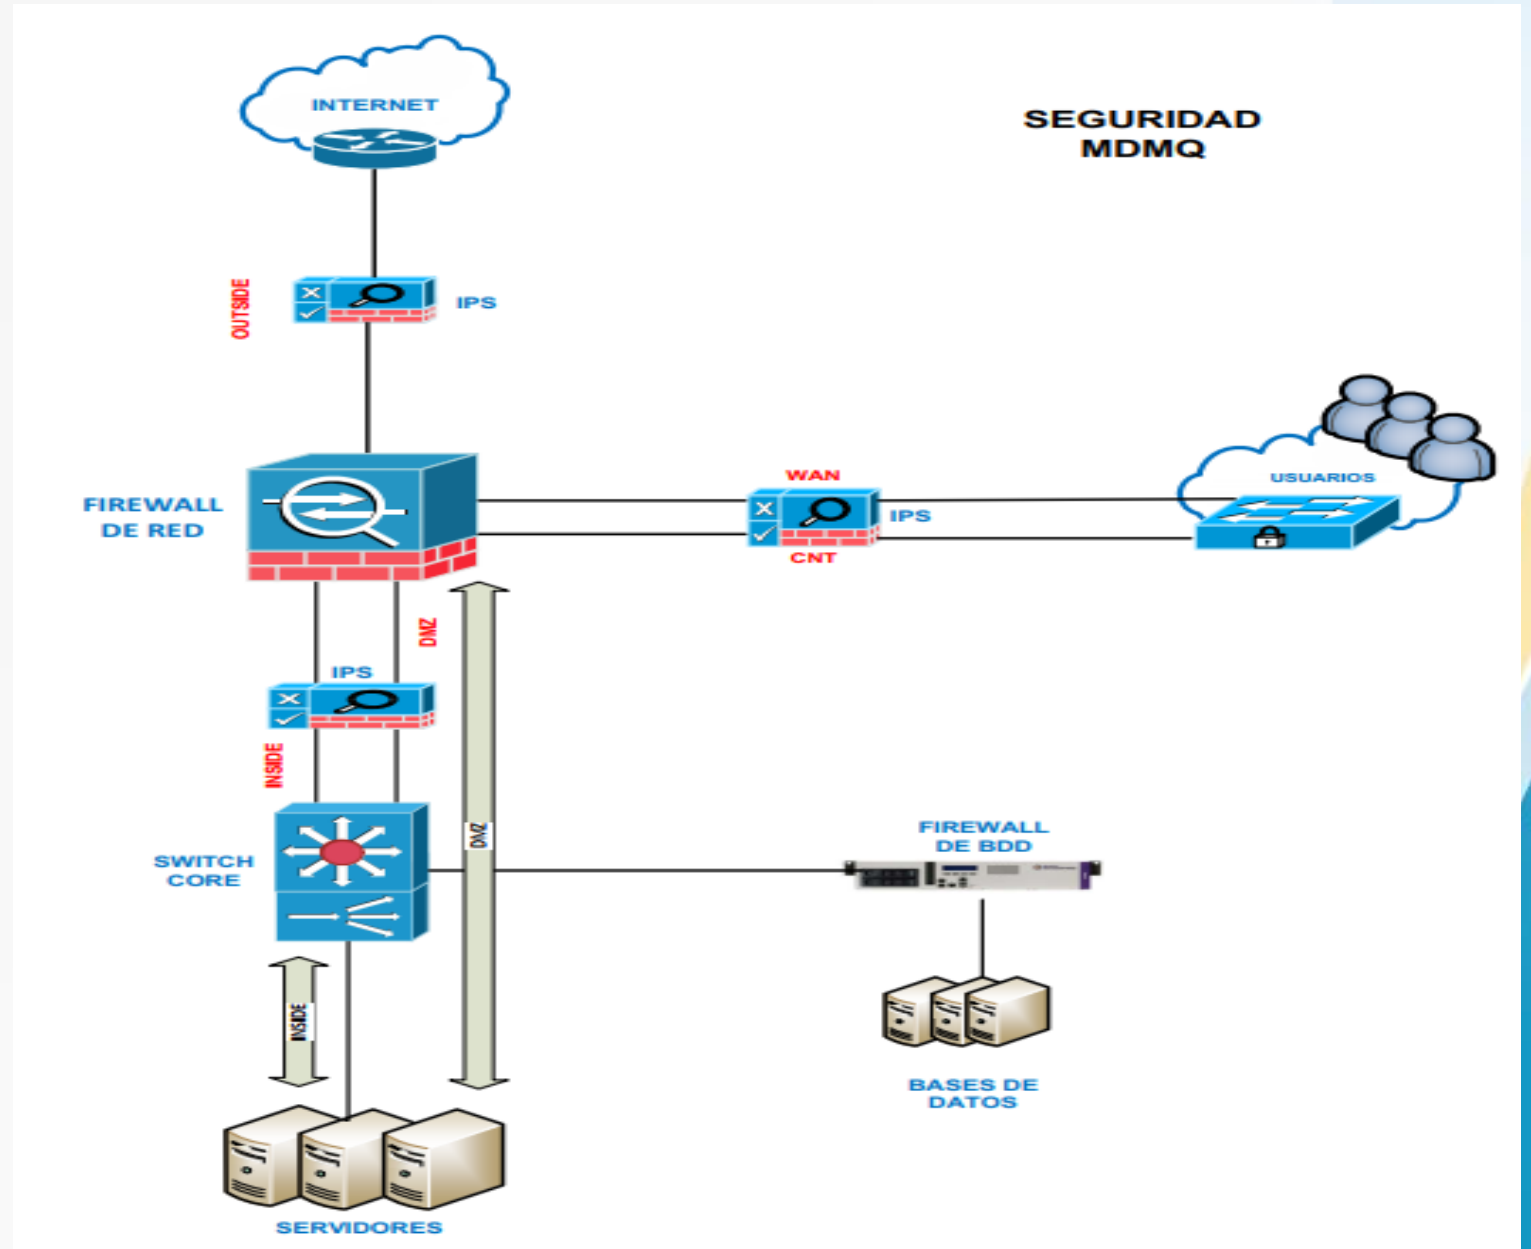 INTERNET
SEGURIDAD
MDMQ
OUTSIDE
IPS
FIREWALL
DE RED
WAN
IPS
CNT
USUARIOS
DMZ
IPS
INSIDE
DMZ
SWITCH
CORE
FIREWALL
DE BDD
INSIDE
BASES DE
DATOS
SERVIDORES